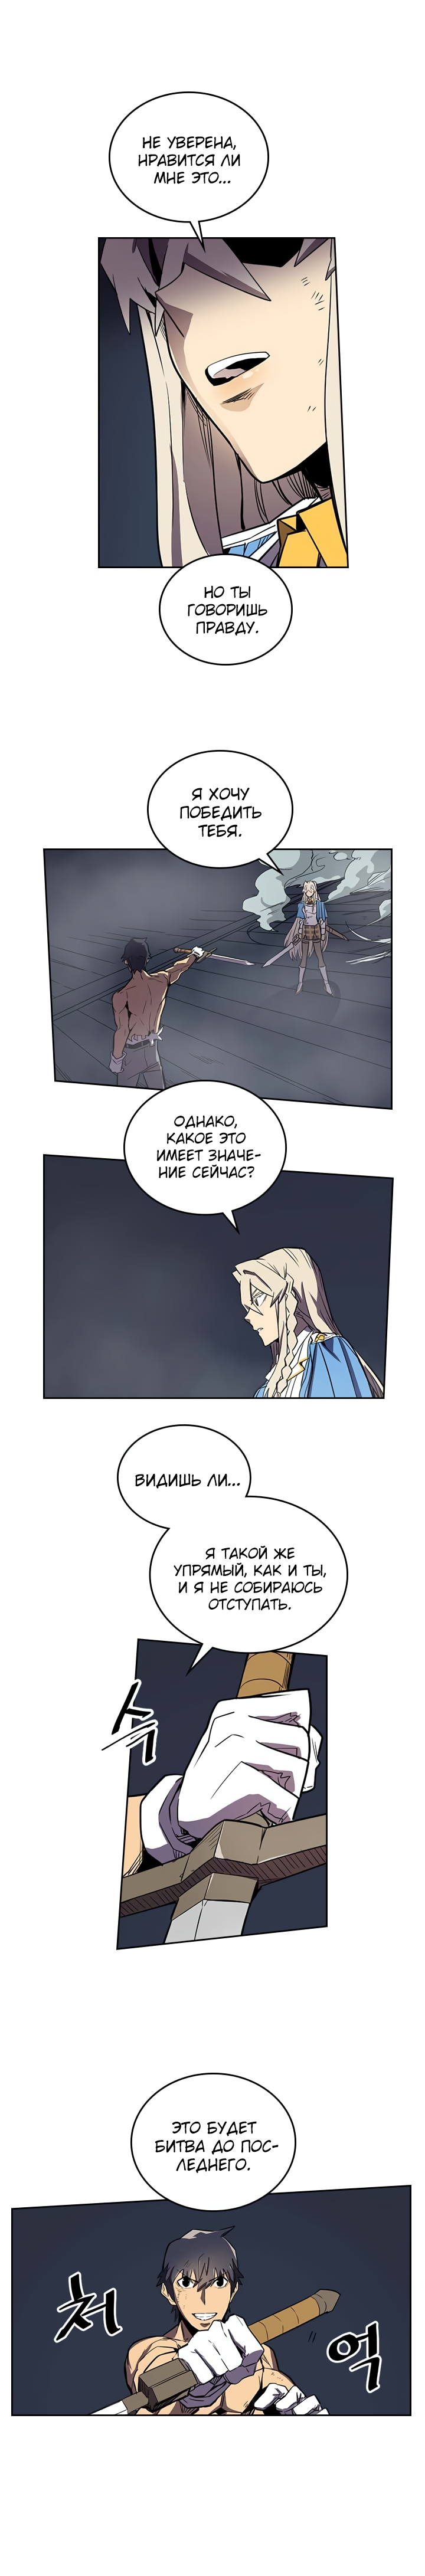 НЕ УВЕРЕНА,
НРАВИТСЯ ЛИ
МНЕ ЭТО...
НО ТЫ
ГОВОРИШЬ
ПРАВДУ.
Я ХОЧУ
ПОБЕДИТЬ
ТЕБЯ.
ОДНАКО,
КАКОЕ ЭТО
ИМЕЕТ ЗНАЧЕ-
НИЕ СЕЙЧАС?
ВИДИШЬ ЛИ...
Я ТАКОЙ ЖЕ
УПРЯМЫЙ, КАК И ТЫ,
И Я НЕ СОБИРАЮСЬ
ОТСТУПАТЬ.
스윽
ЭТО БУДЕТ
БИТВА ДО ПОС-
ЛЕДНЕГО.
처
억